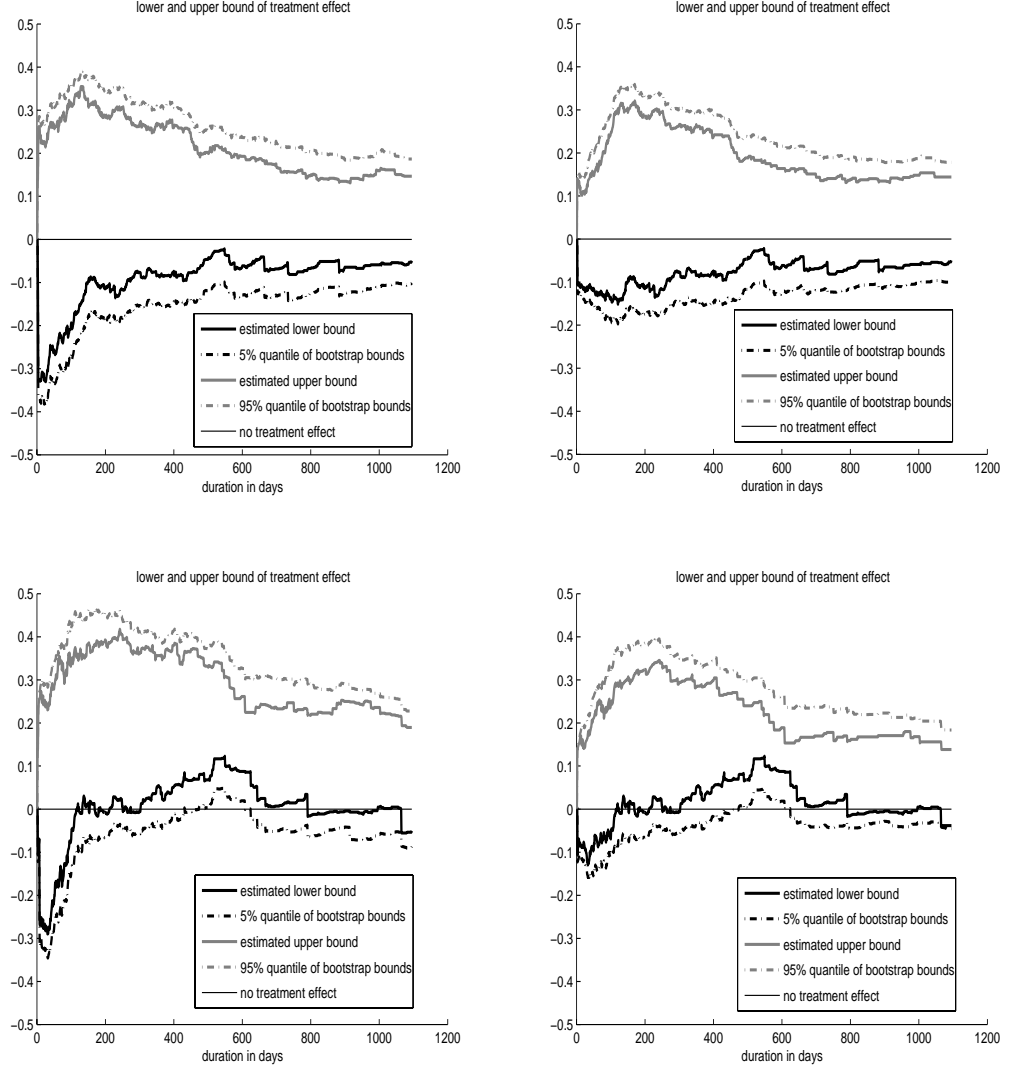 lower and upper bound of treatment effect
0.5
0.4
0.3
0.2
0.1
0
−0.1
−0.2
−0.3
−0.4
−0.5
estimated lower bound
5% quantile of bootstrap bounds
estimated upper bound
95% quantile of bootstrap bounds
no treatment effect
0 200 400 600 800 1000 1200
duration in days
lower and upper bound of treatment effect
0.5
0.4
0.3
0.2
0.1
0
−0.1
−0.2
−0.3
−0.4
−0.5
estimated lower bound
5% quantile of bootstrap bounds
estimated upper bound
95% quantile of bootstrap bounds
no treatment effect
0 200 400 600 800 1000 1200
duration in days
lower and upper bound of treatment effect
0.5
0.4
0.3
0.2
0.1
0
−0.1
−0.2
−0.3
−0.4
−0.5
estimated lower bound
5% quantile of bootstrap bounds
estimated upper bound
95% quantile of bootstrap bounds
no treatment effect
0 200 400 600 800 1000 1200
duration in days
lower and upper bound of treatment effect
0.5
0.4
0.3
0.2
0.1
0
−0.1
−0.2
−0.3
−0.4
−0.5
estimated lower bound
5% quantile of bootstrap bounds
estimated upper bound
95% quantile of bootstrap bounds
no treatment effect
0 200 400 600 800 1000 1200
duration in days